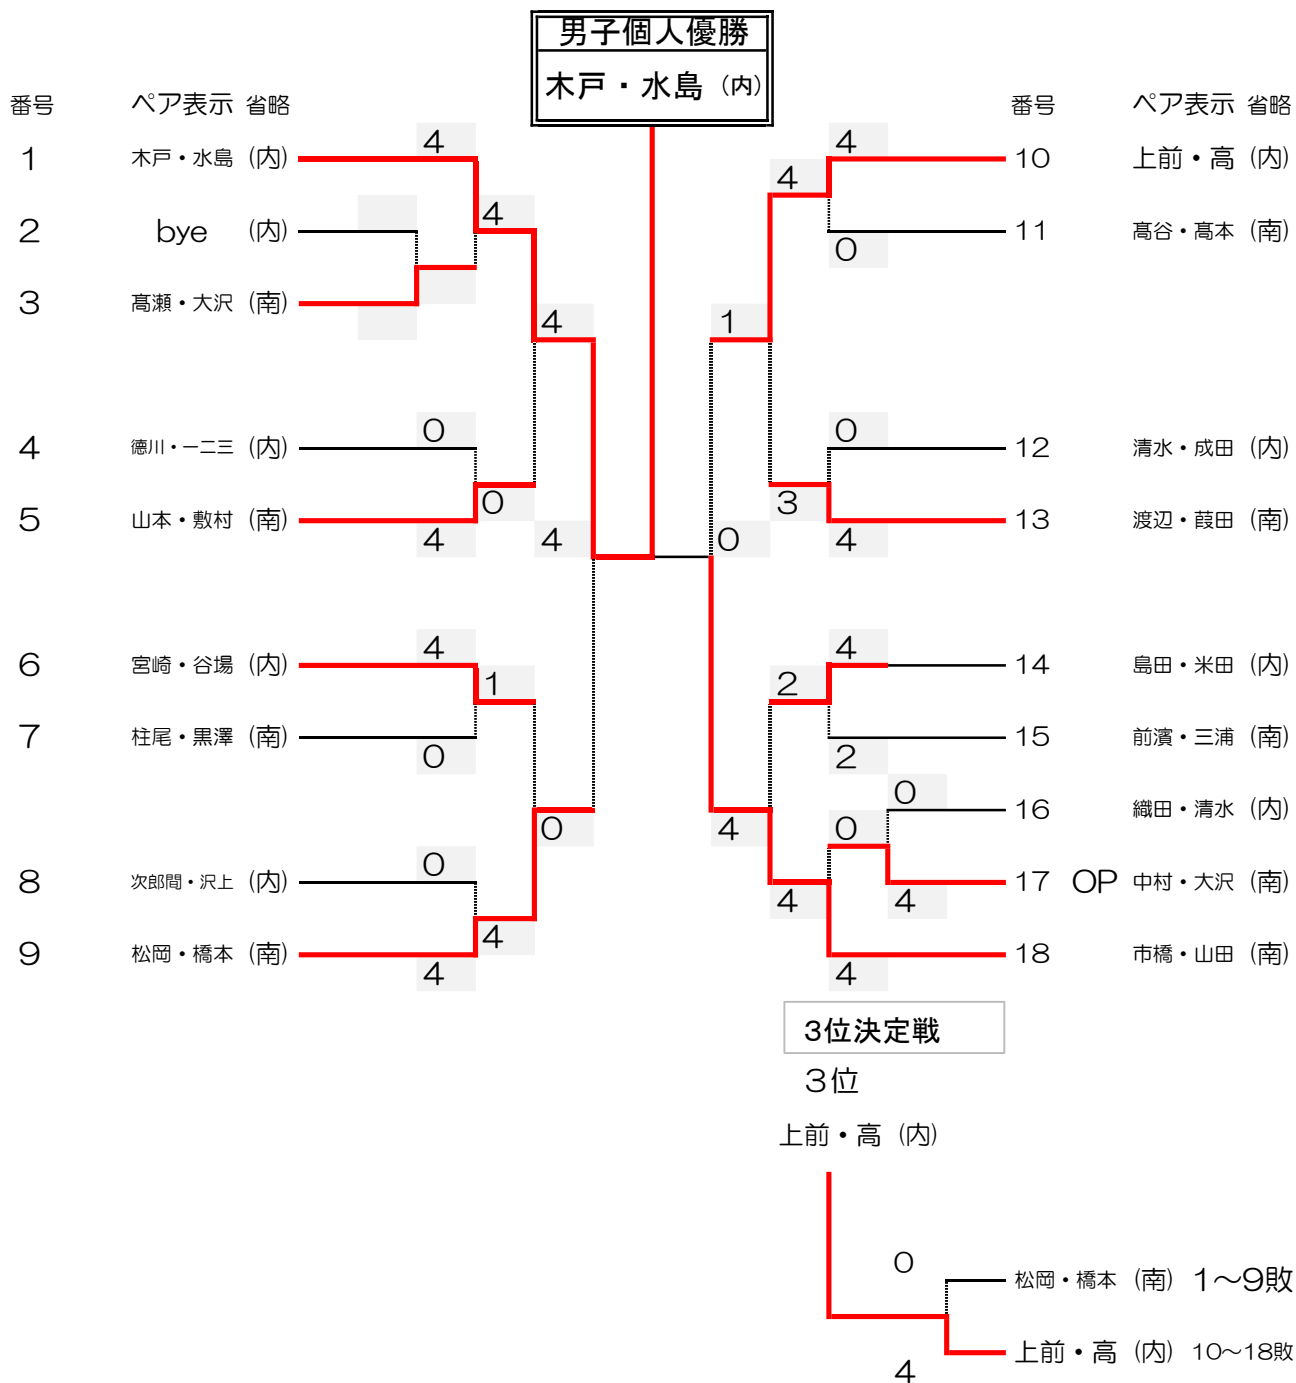 男子個人優勝
木戸・水島 (内)
番号 ペア表示 省略
番号 ペア表示 省略
4
4
1 木戸・水島 (内)
10 上前・高 (内)
4
4
2 bye (内)
11 髙谷・髙本 (南)
0
3 髙瀬・大沢 (南)
4
1
0
0
4 德川・一二三 (内)
12 清水・成田 (内)
0
3
5 山本・敷村 (南)
13 渡辺・葭田 (南)
4
4
0
4
4
4
6 宮崎・谷場 (内)
14 島田・米田 (内)
1
2
7 柱尾・黒澤 (南)
15 前濱・三浦 (南)
0
2
0
16 織田・清水 (内)
0
4
0
0
8 次郎間・沢上 (内)
17 OP 中村・大沢 (南)
4
4
4
9 松岡・橋本 (南)
18 市橋・山田 (南)
4
4
3位決定戦
3位
上前・高 (内)
0
松岡・橋本 (南) 1～9敗
上前・高 (内) 10～18敗
4